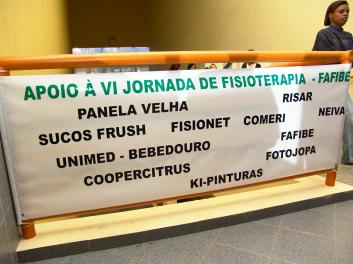 APOIO À VI JORNADA DE FISIOTERAPIA - FAFIBE
PANELA VELHA RISAR
SUCOS FRUSH FISIONET COMERI NEIVA
UNIMED - BEBEDOURO FAFIBE
COOPERCITRUS FOTOJOPA
KI-PINTURAS